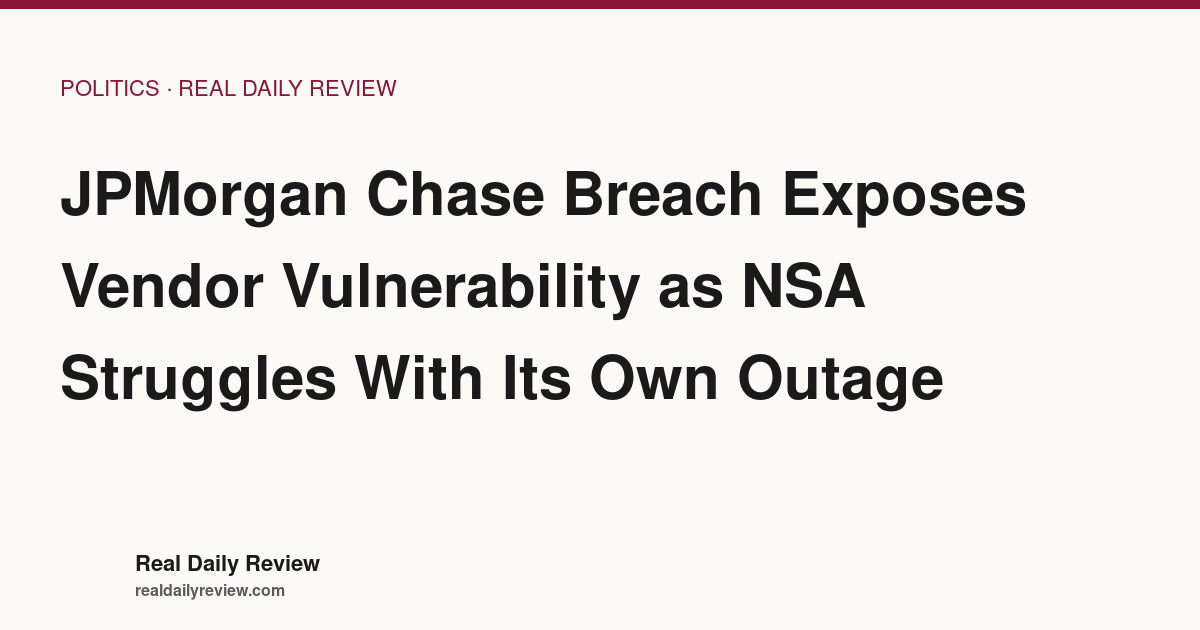 POLITICS · REAL DAILY REVIEW
JPMorgan Chase Breach Exposes
Vendor Vulnerability as NSA
Struggles With Its Own Outage
Real Daily Review
realdailyreview.com